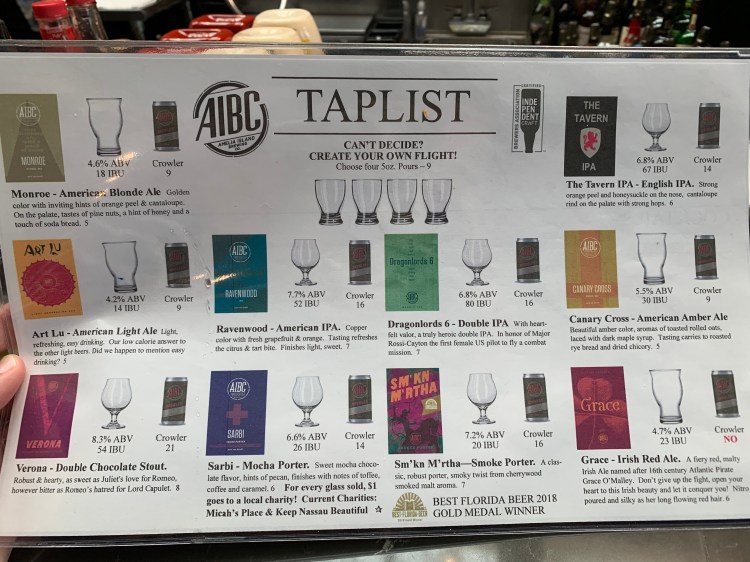 AIBC
MONROE
4.6% ABV
18 IBU
Crowler
9
Monroe - American Blonde Ale Golden
color with inviting hints of orange peel & cantaloupe.
On the palate, tastes of pine nuts, a hint of honey and a
touch of soda bread. 5
AIBC
AMELIA ISLAND
BREWING
CO.
TAPLIST
CAN'T DECIDE?
CREATE YOUR OWN FLIGHT!
Choose four 5oz. Pours – 9
CERTIFIED
INDE
PEN
DENT
CRAFT
BREWERS ASSOCIATION
THE
TAVERN
IPA
6.8% ABV
67 IBU
Crowler
14
The Tavern IPA - English IPA. Strong
orange peel and honeysuckle on the nose, cantaloupe
rind on the palate with strong hops. 6
ART LU
4.2% ABV
14 IBU
Crowler
9
Art Lu - American Light Ale Light,
refreshing, easy drinking. Our low calorie answer to
the other light beers. Did we happen to mention easy
drinking? 5
AIBC
RAVENWOOD
7.7% ABV
52 IBU
Crowler
16
Ravenwood - American IPA. Copper
color with fresh grapefruit & orange. Tasting refreshes
the citrus & tart bite. Finishes light, sweet. 7
Dragonlords 6
6.8% ABV
80 IBU
Crowler
16
Dragonlords 6 - Double IPA With heart-
felt valor, a truly heroic double IPA. In honor of Major
Rossi-Cayton the first female US pilot to fly a combat
mission. 7
AIBC
CANARY CROSS
5.5% ABV
30 IBU
Crowler
9
Canary Cross - American Amber Ale
Beautiful amber color, aromas of toasted rolled oats,
laced with dark maple syrup. Tasting carries to roasted
rye bread and dried chicory. 5
VERONA
8.3% ABV
54 IBU
Crowler
21
Verona - Double Chocolate Stout.
Robust & hearty, as sweet as Juliet's love for Romeo,
however bitter as Romeo's hatred for Lord Capulet. 8
AIBC
SARBI
6.6% ABV
26 IBU
Crowler
14
Sarbi - Mocha Porter. Sweet mocha choco-
late flavor, hints of pecan, finishes with notes of toffee,
coffee and caramel. 6 For every glass sold, $1
goes to a local charity! Current Charities:
Micah's Place & Keep Nassau Beautiful ☆
SM'KN
M'RTHA
7.2% ABV
20 IBU
Crowler
16
Sm'kn M'rtha—Smoke Porter. A clas-
sic, robust porter, smoky twist from cherrywood
smoked malt aroma. 7
BEST FLORIDA BEER
BEST FLORIDA BEER 2018
GOLD MEDAL WINNER
Grace
4.7% ABV
23 IBU
Crowler
NO
Grace - Irish Red Ale. A fiery red, malty
Irish Ale named after 16th century Atlantic Pirate
Grace O'Malley. Don't give up the fight, open your
heart to this Irish beauty and let it conquer you! Nitro
poured and silky as her long flowing red hair. 6